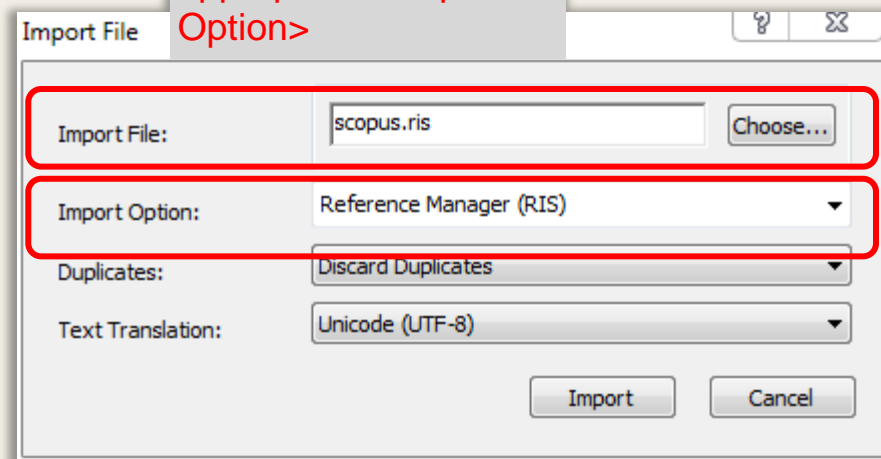 Option>
Import File
Import File:
scopus.ris
Choose...
Import Option:
Reference Manager (RIS)
Duplicates:
Discard Duplicates
Text Translation:
Unicode (UTF-8)
Import
Cancel